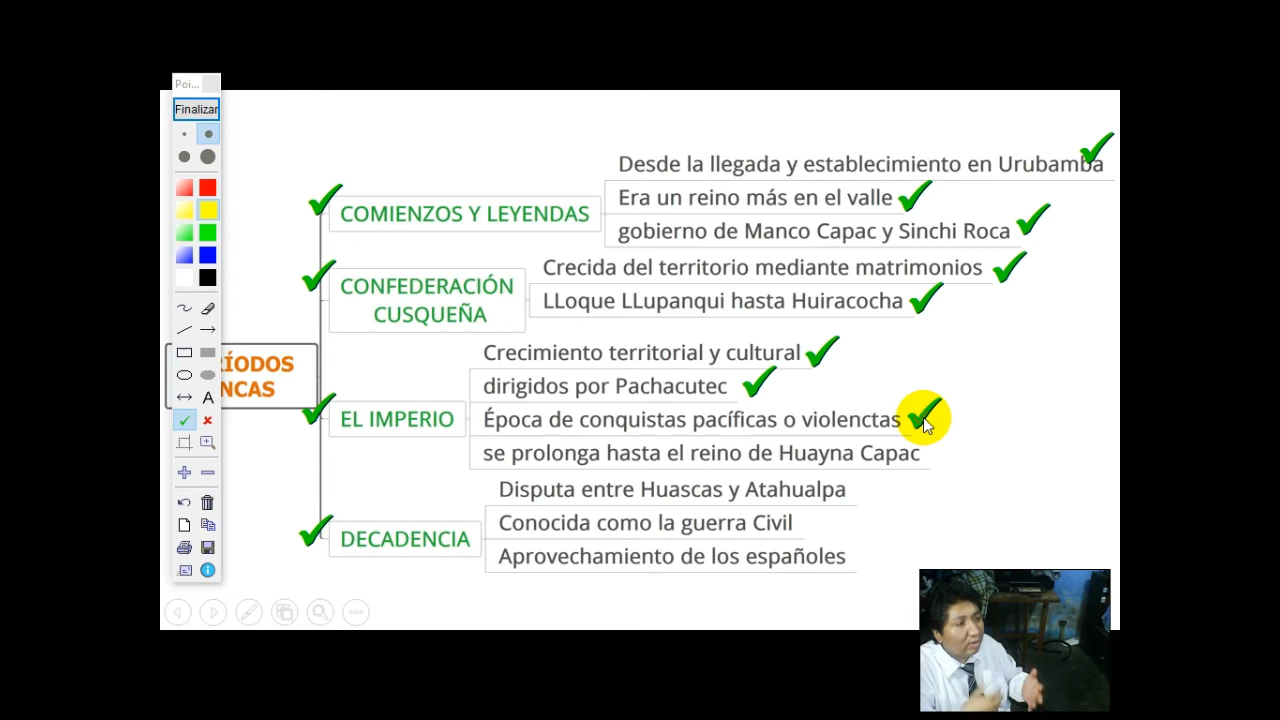 Poi...
Finalizar
Desde la llegada y establecimiento en Urubamba
COMIENZOS Y LEYENDAS
Era un reino más en el valle
gobierno de Manco Capac y Sinchi Roca
CONFEDERACIÓN
CUSQUEÑA
Crecida del territorio mediante matrimonios
LLoque LLupanqui hasta Huiracocha
RÍODOS
NCAS
EL IMPERIO
Crecimiento territorial y cultural
dirigidos por Pachacutec
Época de conquistas pacíficas o violenctas
se prolonga hasta el reino de Huayna Capac
DECADENCIA
Disputa entre Huascas y Atahualpa
Conocida como la guerra Civil
Aprovechamiento de los españoles